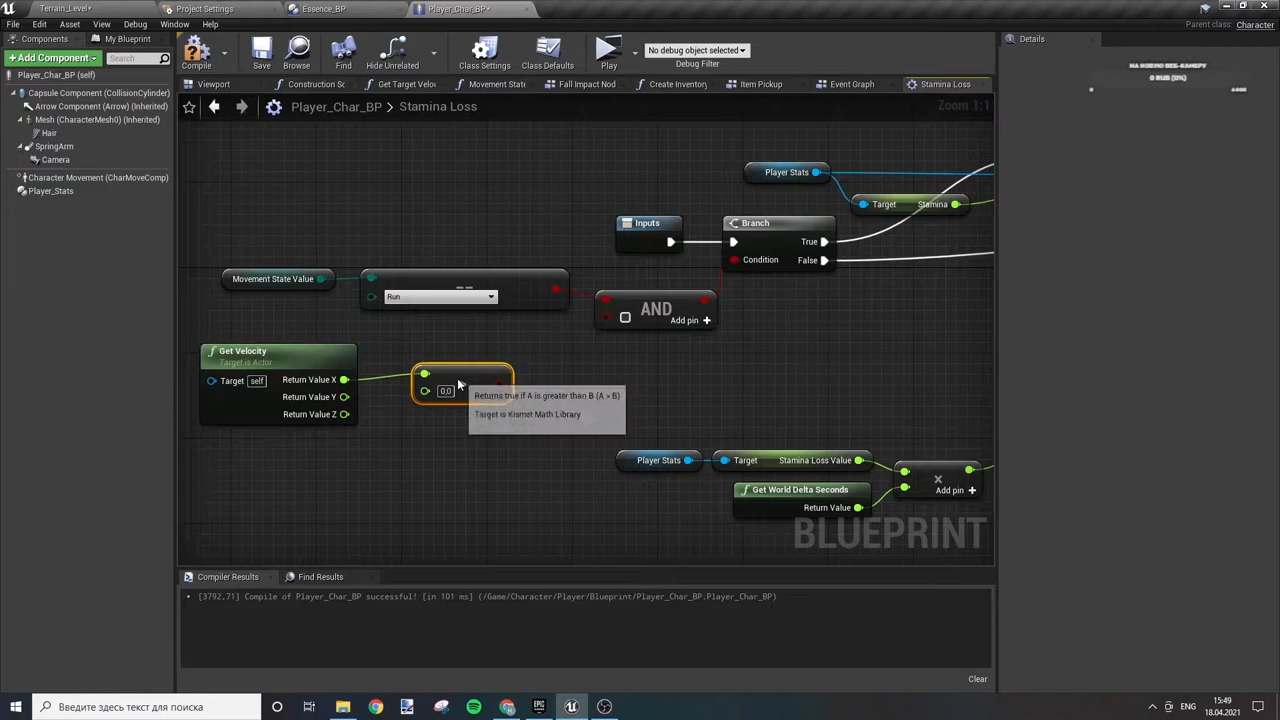 Terrain_Level*
Project Settings
Essence_BP
Player_Char_BP*
File Edit Asset View Debug Window Help
Parent class: Character
Components
My Blueprint
+Add Component
Search
Player_Char_BP (self)
Capsule Component (CollisionCylinder)
Arrow Component (Arrow) (Inherited)
Mesh (CharacterMesh0) (Inherited)
Hair
SpringArm
Camera
Character Movement (CharMoveComp)
Player_Stats
Compile
Save
Browse
Find
Hide Unrelated
Class Settings
Class Defaults
Play
No debug object selected
Debug Filter
Viewport
Construction Sc
Get Target Veloc
Movement State
Fall Impact Nod
Create Inventory
Item Pickup
Event Graph
Stamina Loss
Player_Char_BP > Stamina Loss
Zoom 1:1
Details
НА НОВУЮ ВЕБ-КАМЕРУ
0 RUB (0%)
Player Stats
Target Stamina
Inputs
Branch
True
Condition False
Movement State Value
==
Run
AND
Add pin +
Get Velocity
Target is Actor
Target self
Return Value X
Return Value Y
Return Value Z
0,0
Returns true if A is greater than B (A > B)
Target is Kismet Math Library
Player Stats
Target Stamina Loss Value
Get World Delta Seconds
Return Value
×
Add pin +
BLUEPRINT
Compiler Results
Find Results
[3792.71] Compile of Player_Char_BP successful! [in 101 ms] (/Game/Character/Player/Blueprint/Player_Char_BP.Player_Char_BP)
Clear
Введите здесь текст для поиска
ENG
15:49
18.04.2021